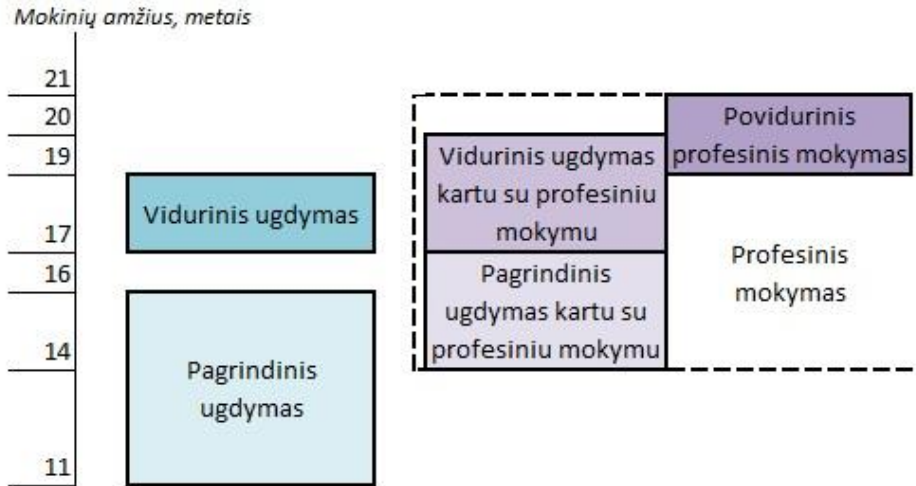 Mokinių amžius, metais
21
20
19
17
16
14
11
Vidurinis ugdymas
Pagrindinis
ugdymas
Vidurinis ugdymas
kartu su profesiniu
mokymu
Pagrindinis
ugdymas kartu su
profesiniu mokymu
Povidurinis
profesinis mokymas
Profesinis
mokymas